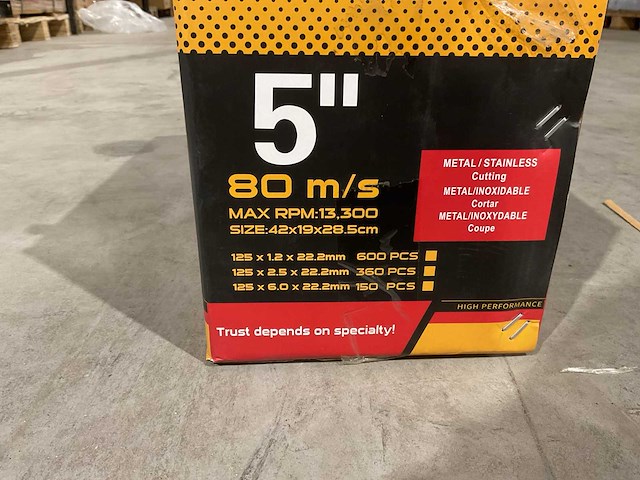 5"
80 m/s
MAX RPM:13,300
SIZE:42x19x28.5cm
METAL / STAINLESS
Cutting
METAL/INOXIDABLE
Cortar
METAL/INOXYDABLE
Coupe
125 x 1.2 x 22.2mm 600 PCS
125 x 2.5 x 22.2mm 360 PCS
125 x 6.0 x 22.2mm 150 PCS
HIGH PERFORMANCE
Trust depends on specialty!